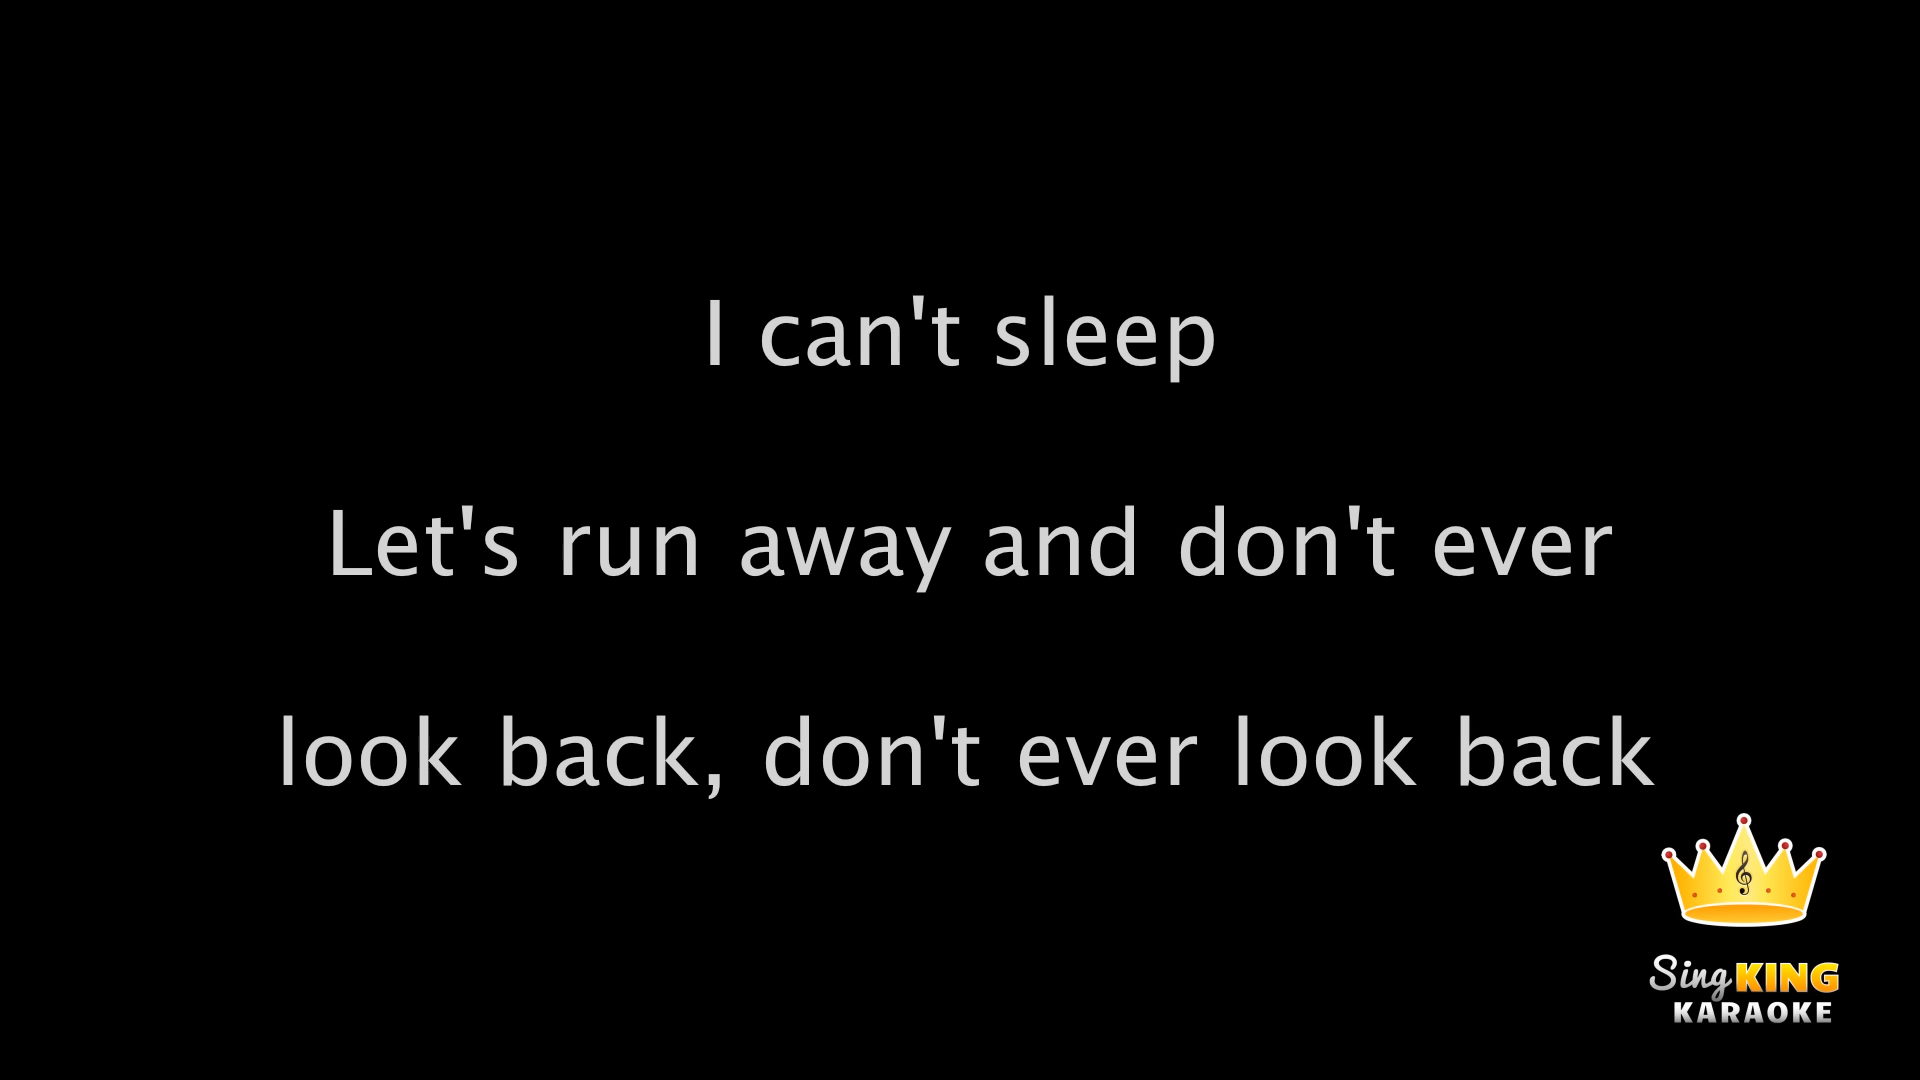 I can't sleep
Let's run away and don't ever
look back, don't ever look back
Sing KING
KARAOKE